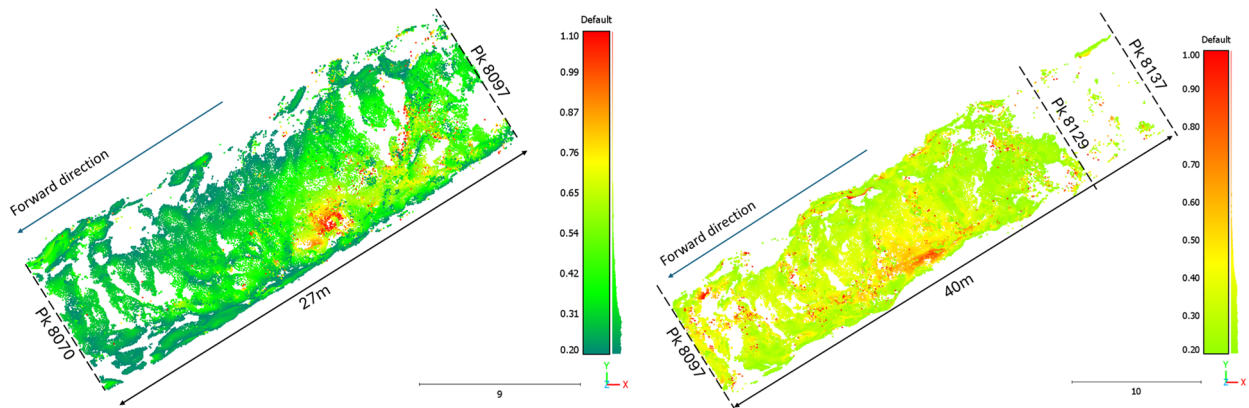 Default
1.10
0.99
0.87
0.76
0.65
0.54
0.42
0.31
0.20
Pk 8097
Forward direction
27m
Pk 8070
9
Y
Z
X
Default
1.00
0.90
0.80
0.70
0.60
0.50
0.40
0.30
0.20
Pk 8137
Pk 8129
Forward direction
40m
Pk 8097
10
Y
Z
X